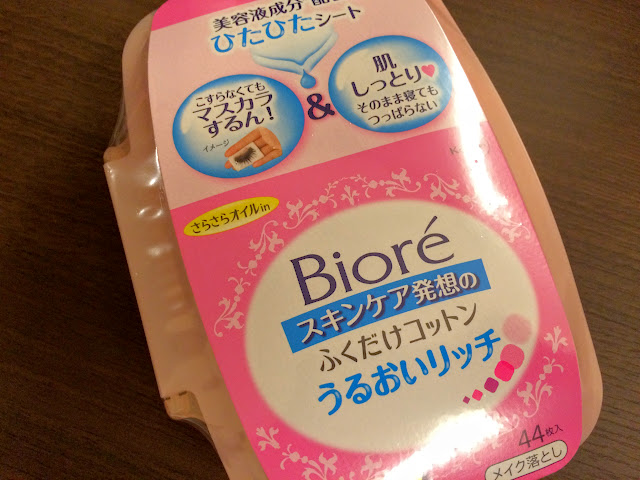 美容液成分
ひたひたシート
こすらなくても
マスカラ
するん!
イメージ
&
肌
しっとり♥
そのまま寝ても
つっぱらない
さらさらオイルin
Bioré
スキンケア発想の
ふくだけコットン
うるおいリッチ
44枚入
メイク落とし